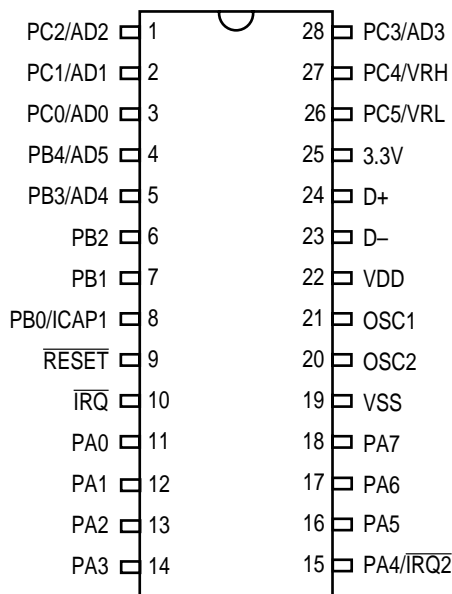 PC2/AD2 1 28 PC3/AD3
PC1/AD1 2 27 PC4/VRH
PC0/AD0 3 26 PC5/VRL
PB4/AD5 4 25 3.3V
PB3/AD4 5 24 D+
PB2 6 23 D–
PB1 7 22 VDD
PB0/ICAP1 8 21 OSC1
R̅E̅S̅E̅T̅ 9 20 OSC2
I̅R̅Q̅ 10 19 VSS
PA0 11 18 PA7
PA1 12 17 PA6
PA2 13 16 PA5
PA3 14 15 PA4/I̅R̅Q̅2̅